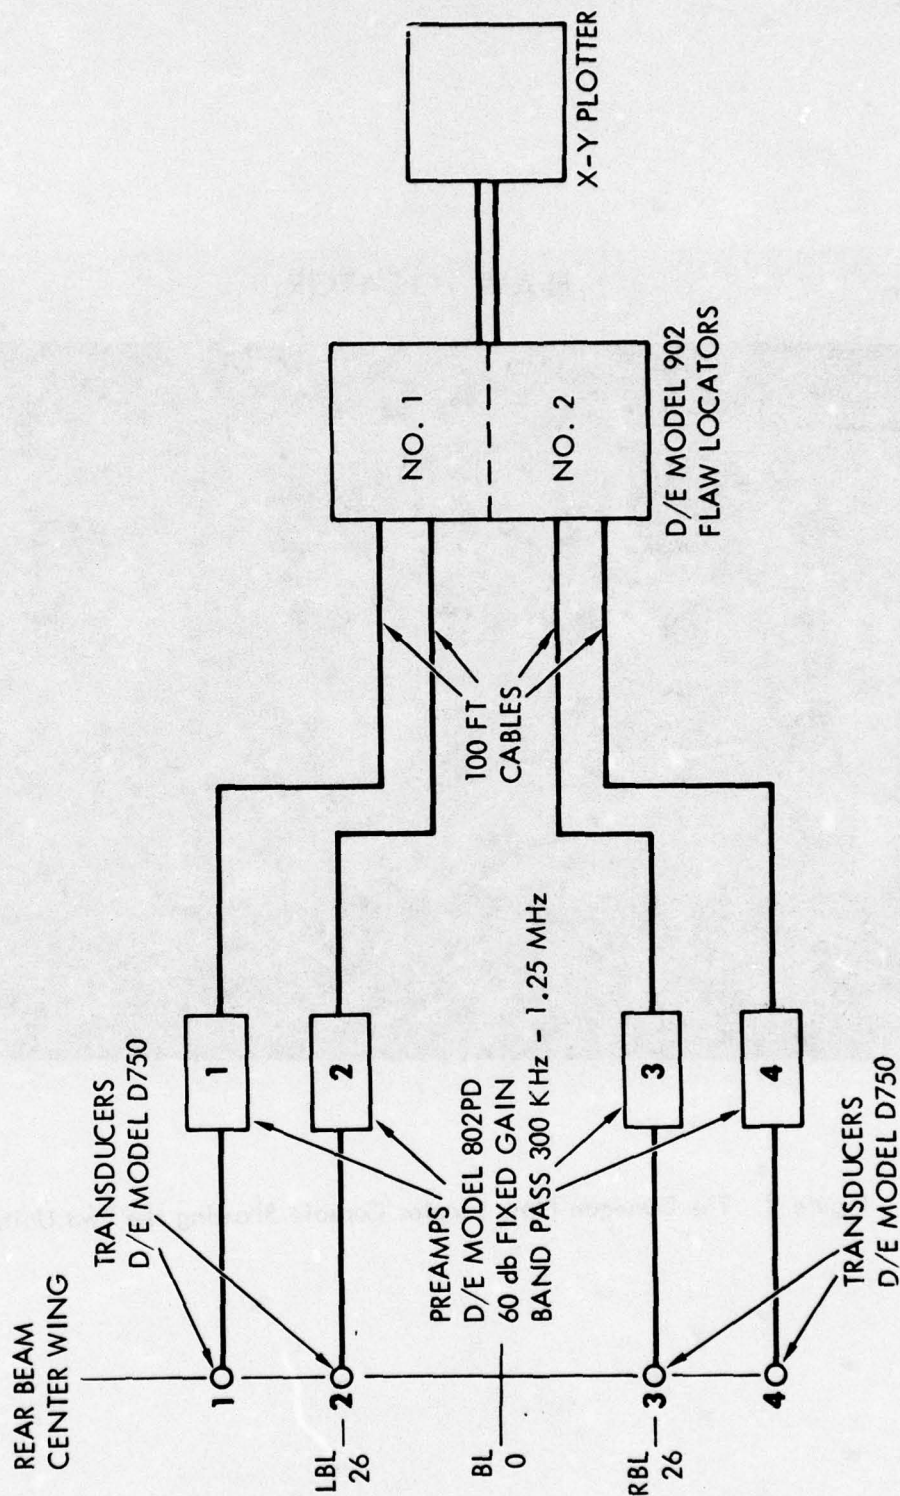 REAR BEAM
CENTER WING
TRANSDUCERS
D/E MODEL D750
1
2
LBL
26
BL
0
RBL
26
3
4
1
2
PREAMPS
D/E MODEL 802PD
60 db FIXED GAIN
BAND PASS 300 KHz - 1.25 MHz
3
4
TRANSDUCERS
D/E MODEL D750
100 FT
CABLES
NO. 1
NO. 2
D/E MODEL 902
FLAW LOCATORS
X-Y PLOTTER